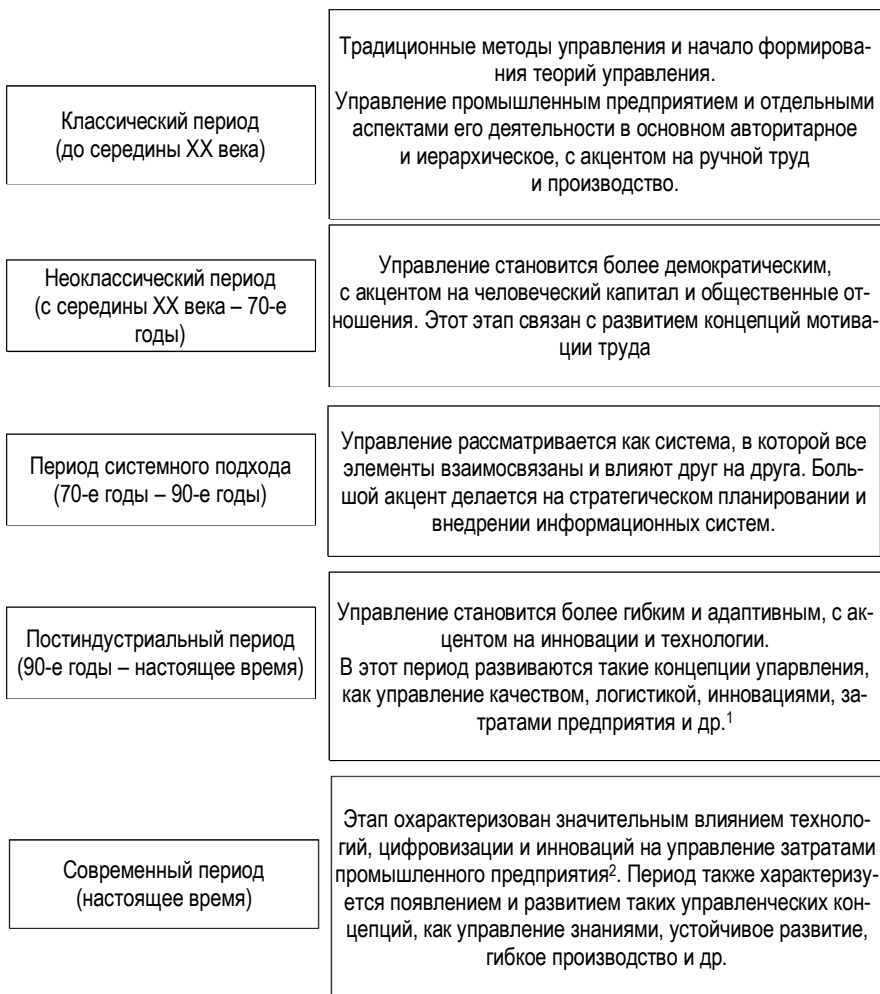 Классический период
(до середины XX века)
Традиционные методы управления и начало формирова-
ния теорий управления.
Управление промышленным предприятием и отдельными
аспектами его деятельности в основном авторитарное
и иерархическое, с акцентом на ручной труд
и производство.
Неоклассический период
(с середины XX века – 70-е
годы)
Управление становится более демократическим,
с акцентом на человеческий капитал и общественные от-
ношения. Этот этап связан с развитием концепций мотива-
ции труда
Период системного подхода
(70-е годы – 90-е годы)
Управление рассматривается как система, в которой все
элементы взаимосвязаны и влияют друг на друга. Боль-
шой акцент делается на стратегическом планировании и
внедрении информационных систем.
Постиндустриальный период
(90-е годы – настоящее время)
Управление становится более гибким и адаптивным, с ак-
центом на инновации и технологии.
В этот период развиваются такие концепции упарвления,
как управление качеством, логистикой, инновациями, за-
тратами предприятия и др.¹
Современный период
(настоящее время)
Этап охарактеризован значительным влиянием техноло-
гий, цифровизации и инноваций на управление затратами
промышленного предприятия². Период также характеризу-
ется появлением и развитием таких управленческих кон-
цепций, как управление знаниями, устойчивое развитие,
гибкое производство и др.